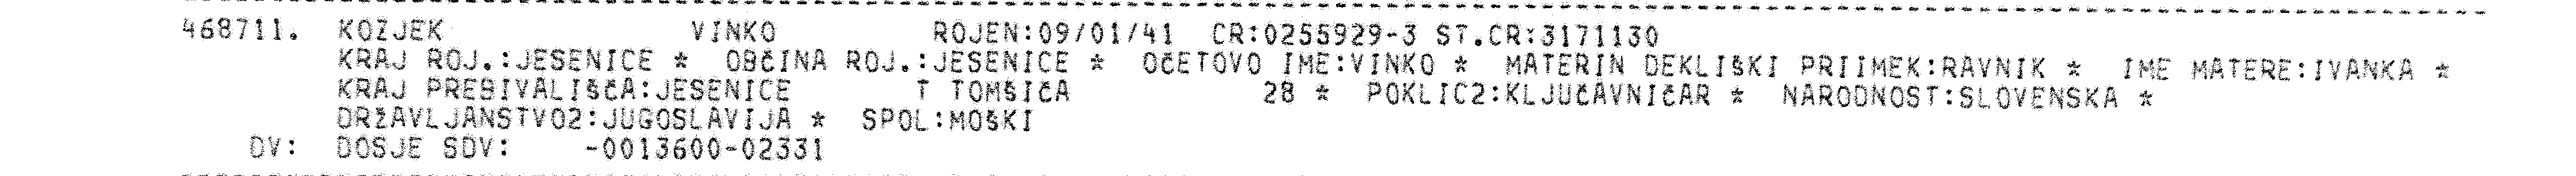 468711. KOZJEK VINKO ROJEN:09/01/41 CR:0255929-3 ST.CR:3171130
KRAJ ROJ.:JESENICE * OBČINA ROJ.:JESENICE * OČETOVO IME:VINKO * MATERIN DEKLIŠKI PRIIMEK:RAVNIK * IME MATERE:IVANKA *
KRAJ PREBIVALIŠČA:JESENICE T TOMŠIČA 28 * POKLIC2:KLJUČAVNIČAR * NARODNOST:SLOVENSKA *
DRŽAVLJANSTVO2:JUGOSLAVIJA * SPOL:MOŠKI
DV: DOSJE SDV: -0013600-02331